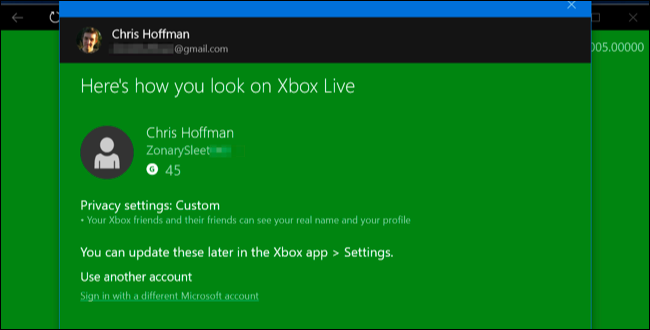 Chris Hoffman
@gmail.com
005.00000
Here's how you look on Xbox Live
Chris Hoffman
ZonarySleet
G 45
Privacy settings: Custom
• Your Xbox friends and their friends can see your real name and your profile
You can update these later in the Xbox app > Settings.
Use another account
Sign in with a different Microsoft account